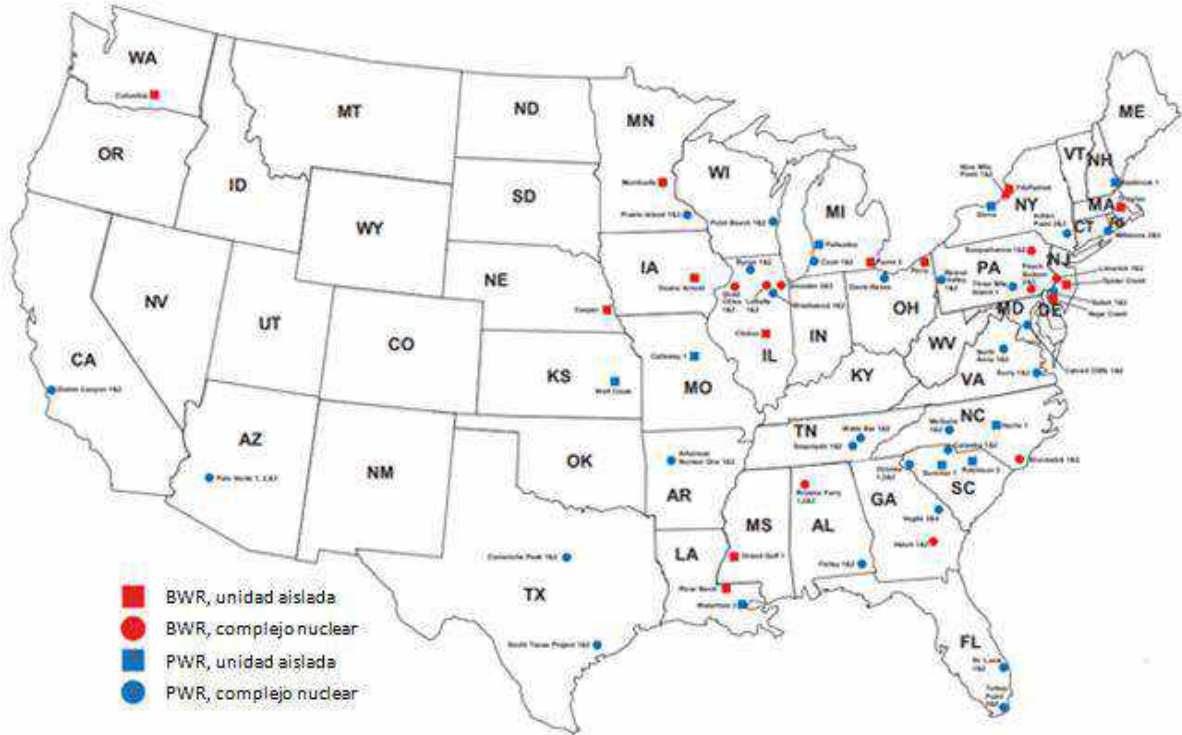 WA
Columbia
MT
ND
MN
ME
VT
NH
OR
ID
SD
WI
MI
NY
MA
CT
Monticello
Prairie Island 1&2
Point Beach 1&2
Palisades
Cook 1&2
Fermi 2
Perry
Nine Mile
Point 1&2
FitzPatrick
Ginna
Indian
Point 2&3
Seabrook 1
Pilgrim
Millstone 2&3
WY
NE
IA
Duane Arnold
Byron 1&2
Quad
Cities
1&2
LaSalle
1&2
Dresden 2&3
Braidwood 1&2
Davis-Besse
Beaver
Valley
1&2
PA
Susquehanna 1&2
Peach
Bottom
2&3
Three Mile
Island 1
NJ
Limerick 1&2
Oyster Creek
Salem 1&2
Hope Creek
NV
UT
CO
Cooper
KS
Wolf Creek
MO
Callaway 1
Clinton
IL
IN
OH
WV
KY
MD
DE
VA
North
Anna 1&2
Surry 1&2
Calvert Cliffs 1&2
CA
Diablo Canyon 1&2
AZ
Palo Verde 1, 2,&3
NM
OK
AR
Arkansas
Nuclear One 1&2
TN
Watts Bar 1&2
Sequoyah 1&2
NC
McGuire
1&2
Harris 1
Catawba 1&2
Brunswick 1&2
Oconee
1,2&3
Summer 1
Robinson 2
SC
GA
Vogtle 1&2
Hatch 1&2
AL
Browns Ferry
1,2&3
Farley 1&2
MS
Grand Gulf 1
LA
River Bend
Waterford 3
TX
Comanche Peak 1&2
South Texas Project 1&2
FL
St. Lucie
1&2
Turkey
Point
BWR, unidad aislada
BWR, complejo nuclear
PWR, unidad aislada
PWR, complejo nuclear